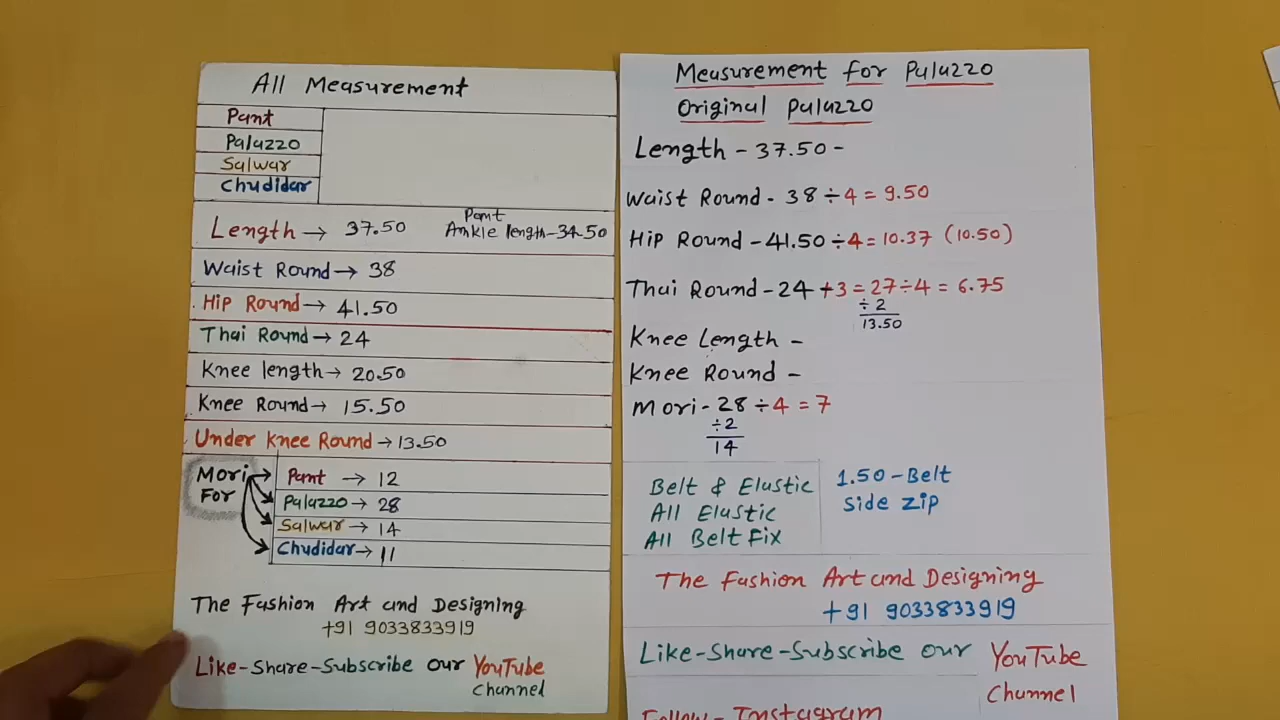 All Measurement
Pant
Palazzo
Salwar
Chudidar
Length → 37.50
Pant
Ankle length-34.50
Waist Round → 38
Hip Round → 41.50
Thai Round → 24
Knee length → 20.50
Knee Round → 15.50
Under Knee Round → 13.50
Mori
For
Pant → 12
Palazzo → 28
Salwar → 14
Chudidar → 11
The Fashion Art and Designing
+91 9033833919
Like-Share-Subscribe our YouTube
Channel
Measurement for Palazzo
Original Palazzo
Length - 37.50 -
Waist Round - 38 ÷ 4 = 9.50
Hip Round - 41.50 ÷ 4 = 10.37 (10.50)
Thai Round - 24 + 3 = 27 ÷ 4 = 6.75
÷ 2
13.50
Knee Length -
Knee Round -
Mori - 28 ÷ 4 = 7
÷ 2
14
Belt & Elastic
All Elastic
All Belt Fix
1.50 - Belt
Side Zip
The Fashion Art and Designing
+91 9033833919
Like-Share-Subscribe our YouTube
Channel
Follow - Instagram